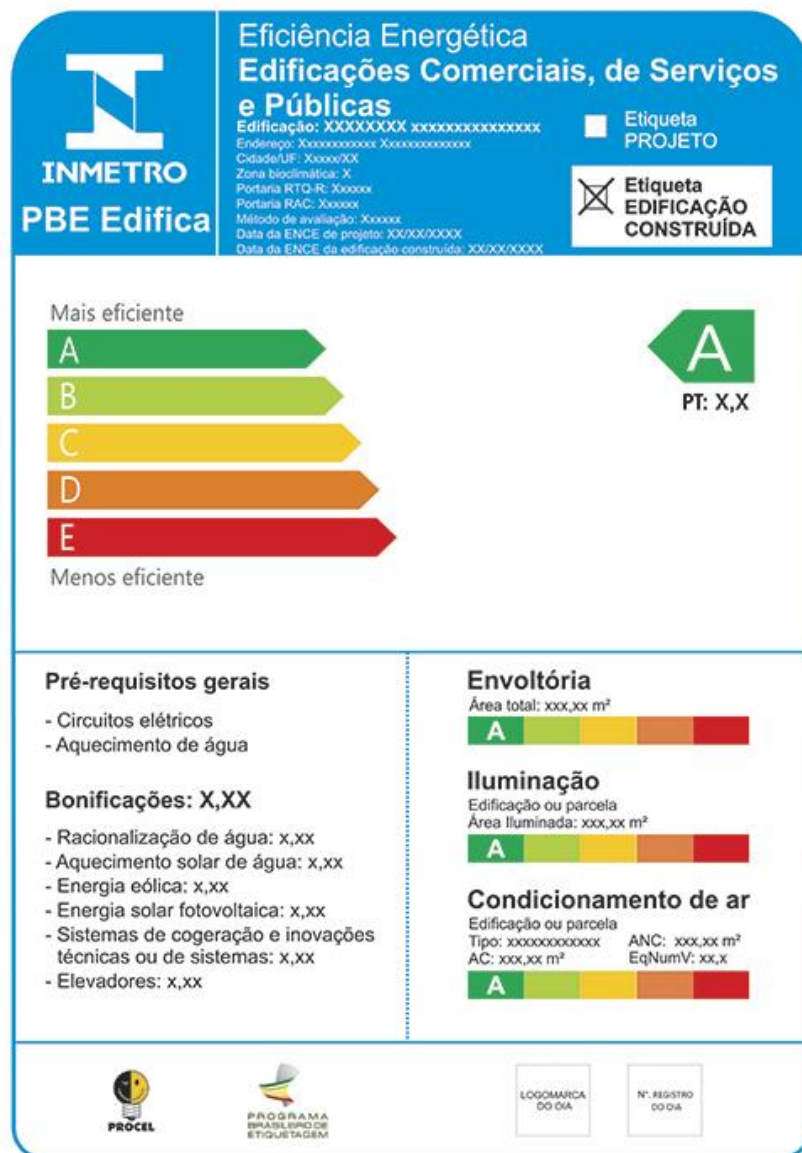 INMETRO
PBE Edifica
Eficiência Energética
Edificações Comerciais, de Serviços
e Públicas
Edificação: XXXXXXXX xxxxxxxxxxxxxxx
Endereço: Xxxxxxxxxxxx Xxxxxxxxxxxxxx
Cidade/UF: Xxxxx/XX
Zona bioclimática: X
Portaria RTQ-R: Xxxxxx
Portaria RAC: Xxxxxx
Método de avaliação: Xxxxxx
Data da ENCE de projeto: XX/XX/XXXX
Data da ENCE da edificação construída: XX/XX/XXXX
Etiqueta
PROJETO
Etiqueta
EDIFICAÇÃO
CONSTRUÍDA
Mais eficiente
A
B
C
D
E
Menos eficiente
A
PT: X,X
Pré-requisitos gerais
- Circuitos elétricos
- Aquecimento de água
Bonificações: X,XX
- Racionalização de água: x,xx
- Aquecimento solar de água: x,xx
- Energia eólica: x,xx
- Energia solar fotovoltaica: x,xx
- Sistemas de cogeração e inovações
técnicas ou de sistemas: x,xx
- Elevadores: x,xx
Envoltória
Área total: xxx,xx m²
A
Iluminação
Edificação ou parcela
Área Iluminada: xxx,xx m²
A
Condicionamento de ar
Edificação ou parcela
Tipo: xxxxxxxxxxxx ANC: xxx,xx m²
AC: xxx,xx m² EqNumV: xx,x
A
PROCEL
PROGRAMA
BRASILEIRO DE
ETIQUETAGEM
LOGOMARCA
DO OIA
N°. REGISTRO
DO OIA